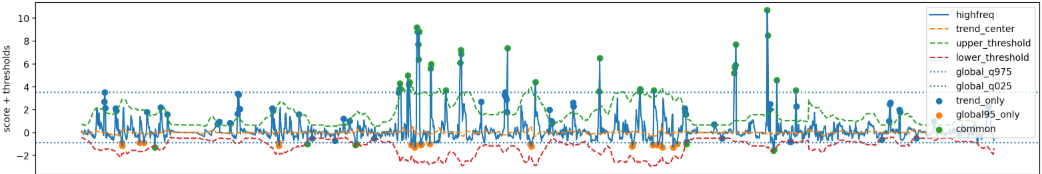 score + thresholds
10
8
6
4
2
0
−2
highfreq
trend_center
upper_threshold
lower_threshold
global_q975
global_q025
trend_only
global95_only
common